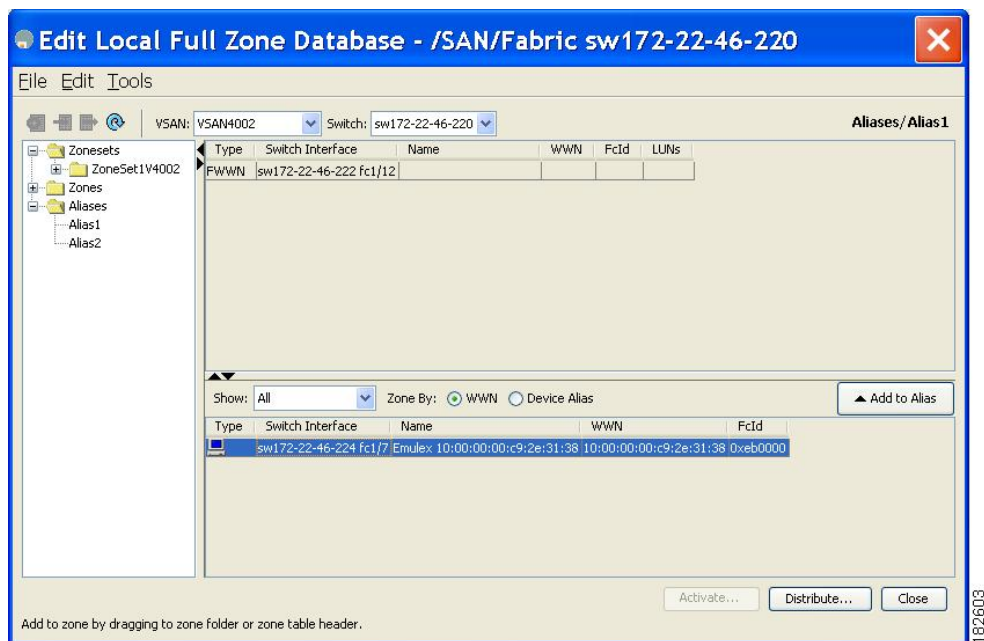 Edit Local Full Zone Database - /SAN/Fabric sw172-22-46-220
File Edit Tools
VSAN: VSAN4002 Switch: sw172-22-46-220 Aliases/Alias1
Zonesets
ZoneSet1V4002
Zones
Aliases
Alias1
Alias2
Type Switch Interface Name WWN FcId LUNs
FWWN sw172-22-46-222 fc1/12
Show: All Zone By: WWN Device Alias Add to Alias
Type Switch Interface Name WWN FcId
sw172-22-46-224 fc1/7 Emulex 10:00:00:00:c9:2e:31:38 10:00:00:00:c9:2e:31:38 0xeb0000
Activate... Distribute... Close
Add to zone by dragging to zone folder or zone table header.
182603